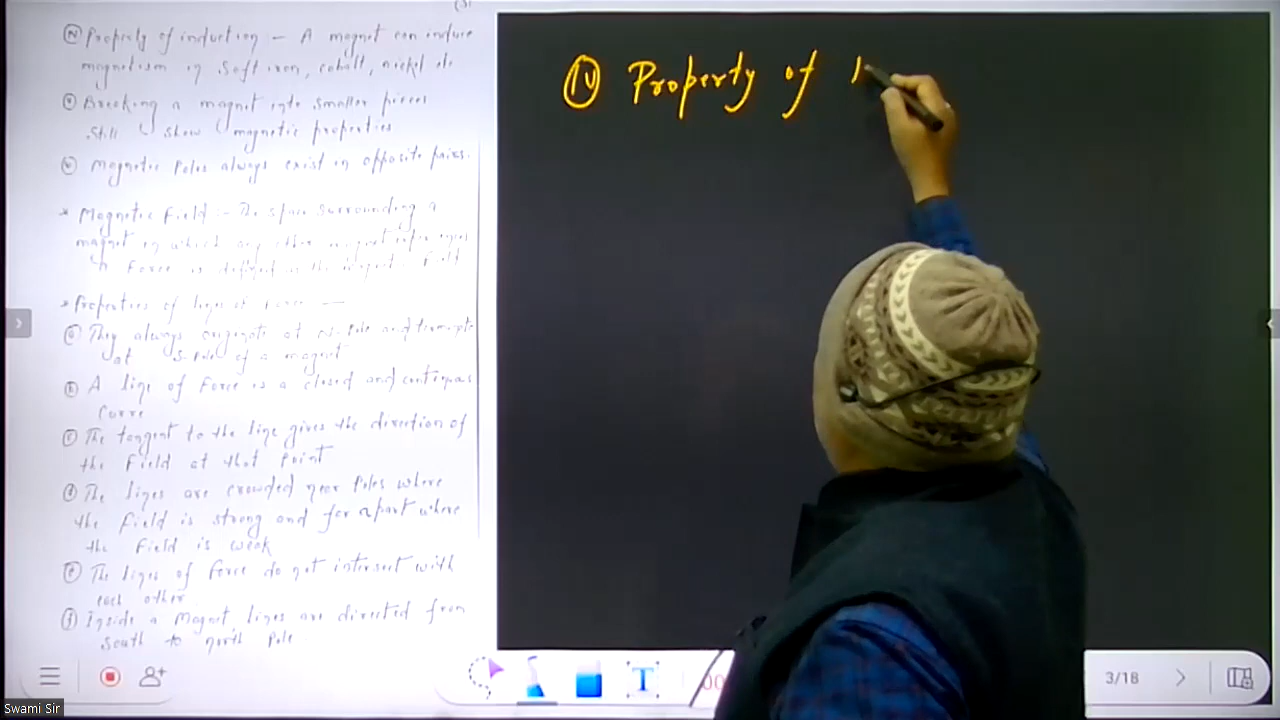 (iv) Property of induction - A magnet can induce
magnetism in soft iron, cobalt, nickel etc
(v) Breaking a magnet into smaller pieces
still show magnetic properties
magnetic Poles always exist in opposite pairs.
* Magnetic Field :- The space surrounding a
magnet in which any other magnet experiences
Force is defined as the magnetic field
* Properties of lines of Force
(a) They always originate at Pole and terminate
at S-Pole of a magnet
(b) A line of Force is a closed and continuous
curve
(c) The tangent to the line gives the direction of
the Field at that Point
(d) The lines are crowded near Poles where
the field is strong and far apart where
the Field is weak
(e) The lines of Force do not intersect with
each other.
(f) Inside a Magnet, lines are directed from
South to north Pole
(iv) Property of
T
3/18
Swami Sir